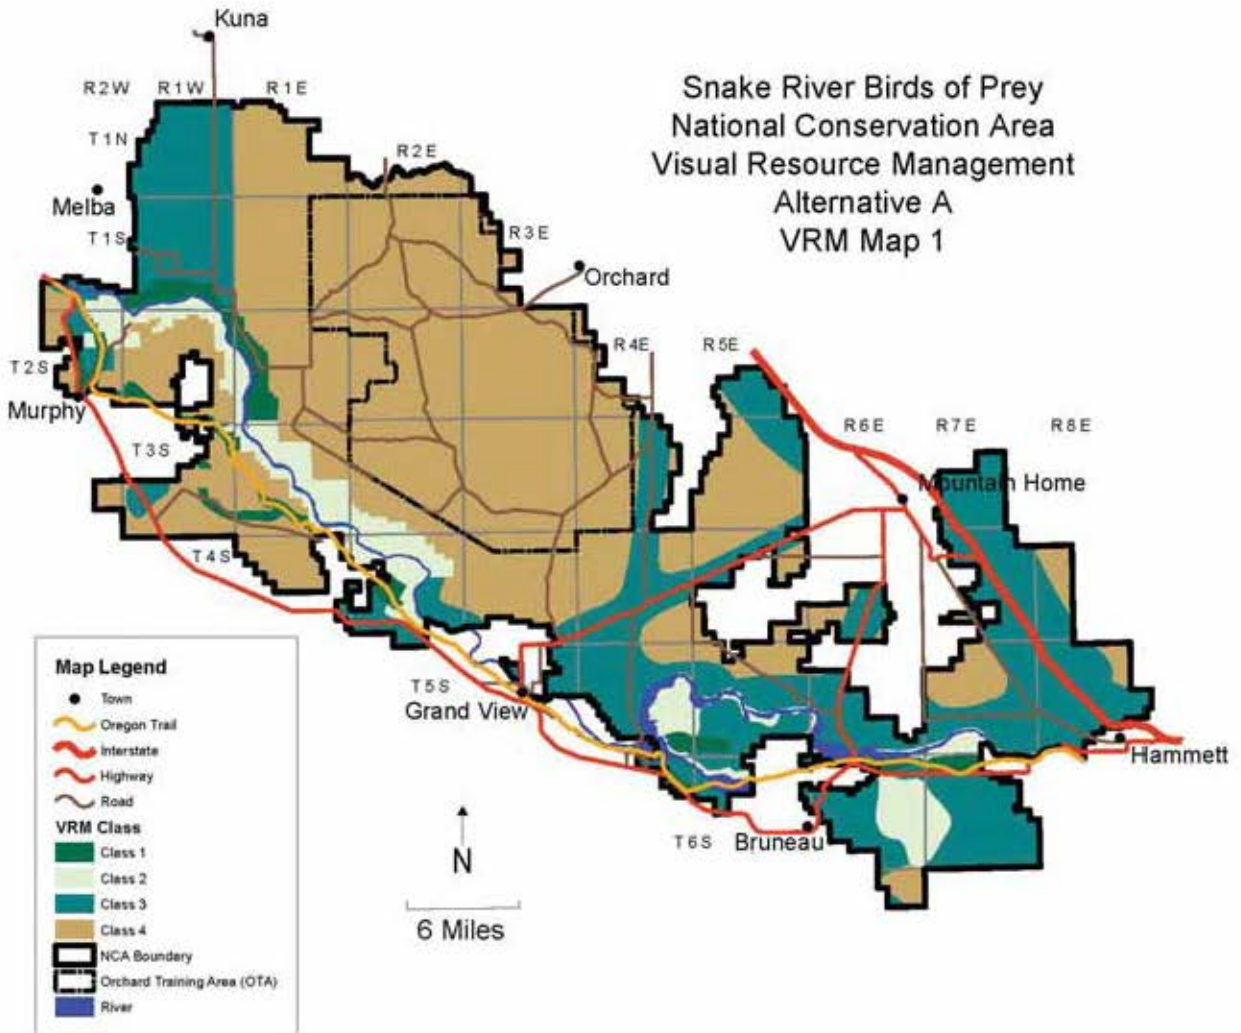 Kuna
R2W R1W R1E
T1N
R2E
Melba
T1S
R3E
Orchard
Snake River Birds of Prey
National Conservation Area
Visual Resource Management
Alternative A
VRM Map 1
T2S
Murphy
R4E R5E
T3S
R6E R7E R8E
Mountain Home
T4S
T5S
Grand View
Hammett
T6S Bruneau
N
6 Miles
Map Legend
Town
Oregon Trail
Interstate
Highway
Road
VRM Class
Class 1
Class 2
Class 3
Class 4
NCA Boundary
Orchard Training Area (OTA)
River